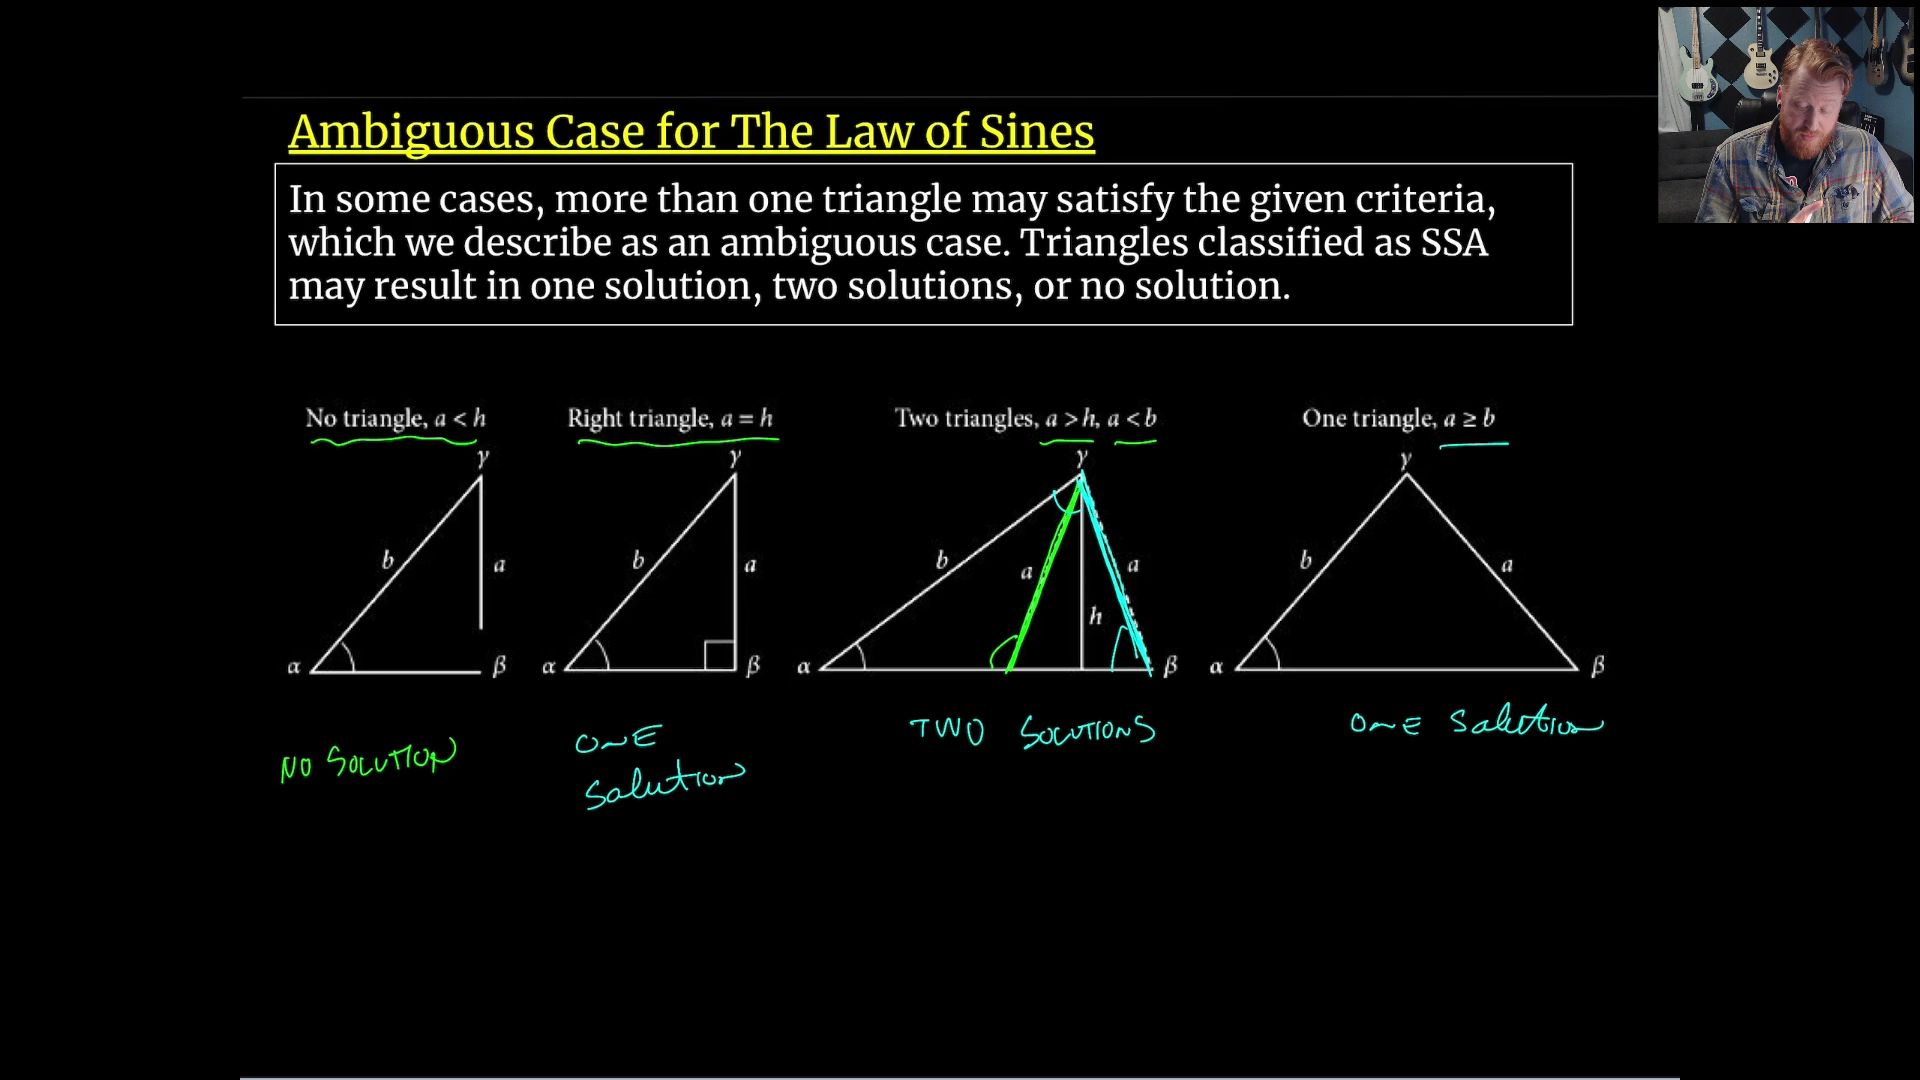 Ambiguous Case for The Law of Sines
In some cases, more than one triangle may satisfy the given criteria,
which we describe as an ambiguous case. Triangles classified as SSA
may result in one solution, two solutions, or no solution.
No triangle, a < h
γ
b
a
α
β
NO SOLUTION
Right triangle, a = h
γ
b
a
α
β
ONE
Solution
Two triangles, a > h, a < b
γ
b
a
a
h
α
β
TWO SOLUTIONS
One triangle, a ≥ b
γ
b
a
α
β
ONE Solution